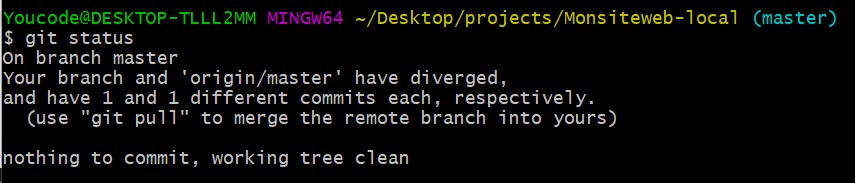 Youcode@DESKTOP-TLLL2MM MINGW64 ~/Desktop/projects/Monsiteweb-local (master)
$ git status
On branch master
Your branch and 'origin/master' have diverged,
and have 1 and 1 different commits each, respectively.
  (use "git pull" to merge the remote branch into yours)

nothing to commit, working tree clean